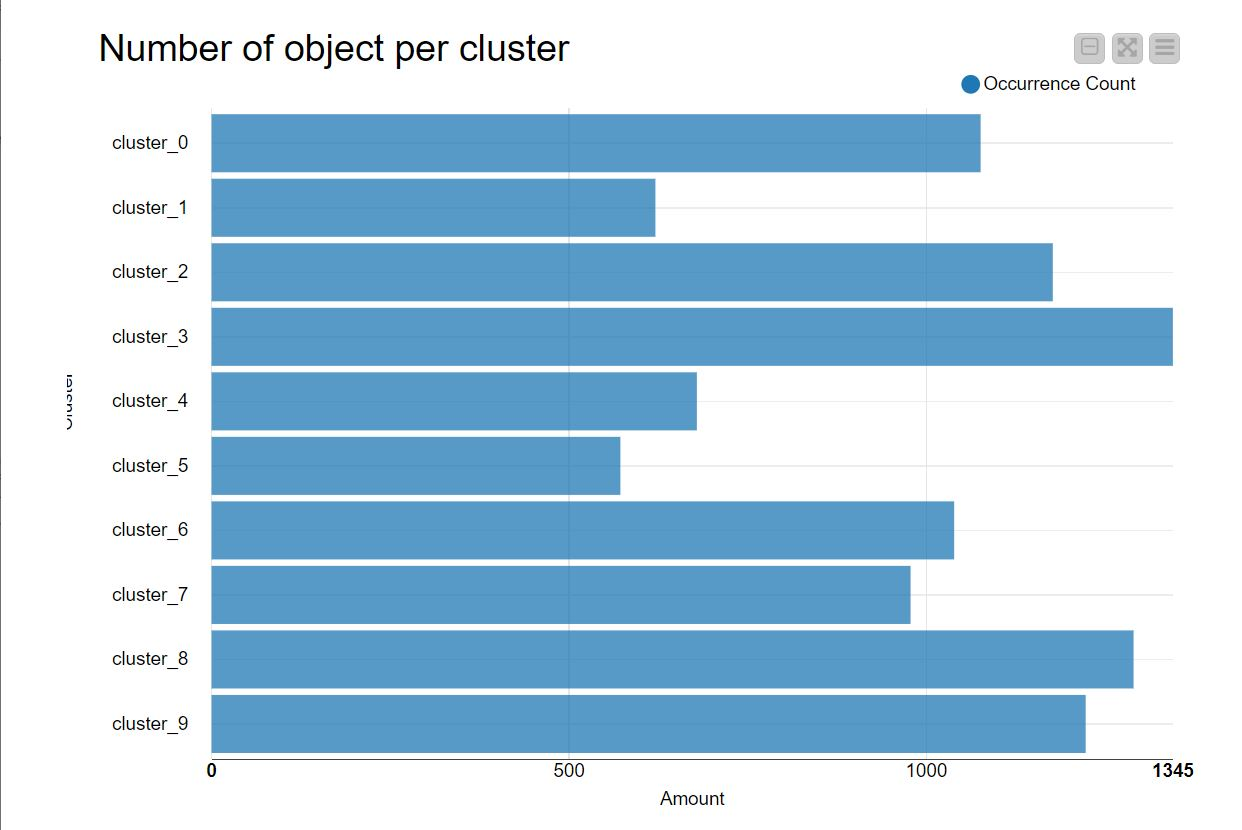 Number of object per cluster
Occurrence Count
cluster_0
cluster_1
cluster_2
cluster_3
cluster_4
cluster_5
cluster_6
cluster_7
cluster_8
cluster_9
Cluster
0 500 1000 1345
Amount